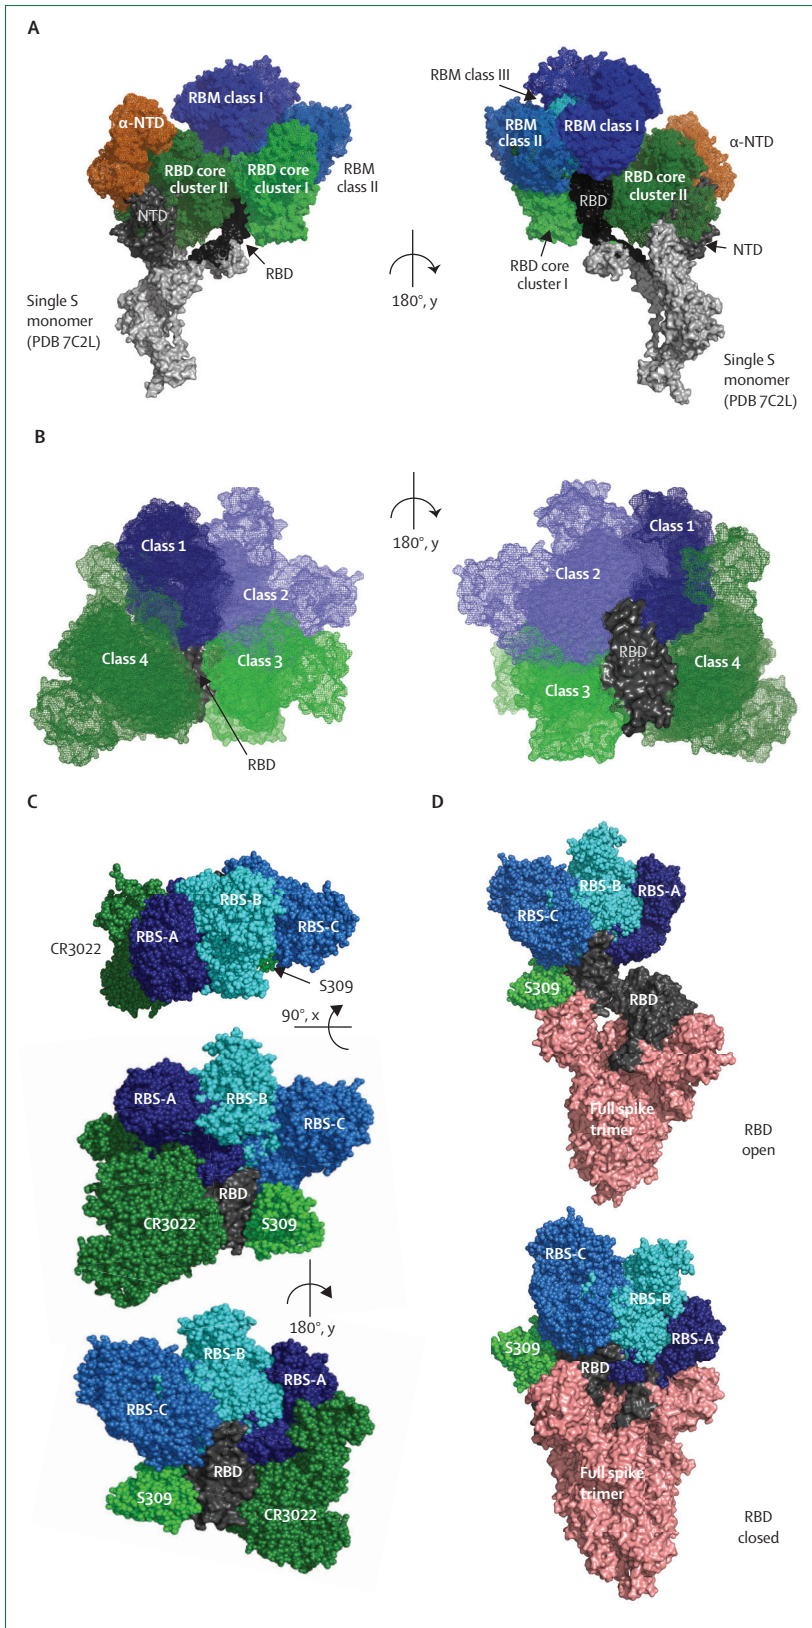 A
RBM class I
α-NTD
RBD core
cluster II
RBD core
cluster I
RBM
class II
NTD
RBD
Single S
monomer
(PDB 7C2L)
180°, y
RBM class III
RBM
class II
RBM class I
α-NTD
RBD core
cluster II
RBD
NTD
RBD core
cluster I
Single S
monomer
(PDB 7C2L)
B
Class 1
Class 2
Class 4
Class 3
RBD
180°, y
Class 1
Class 2
RBD
Class 4
Class 3
C
RBS-B
RBS-A
RBS-C
CR3022
S309
90°, x
RBS-A
RBS-B
RBS-C
RBD
CR3022
S309
180°, y
RBS-B
RBS-A
RBS-C
RBD
S309
CR3022
D
RBS-B
RBS-A
RBS-C
S309
RBD
Full spike
trimer
RBD
open
RBS-C
RBS-B
RBS-A
S309
RBD
Full spike
trimer
RBD
closed